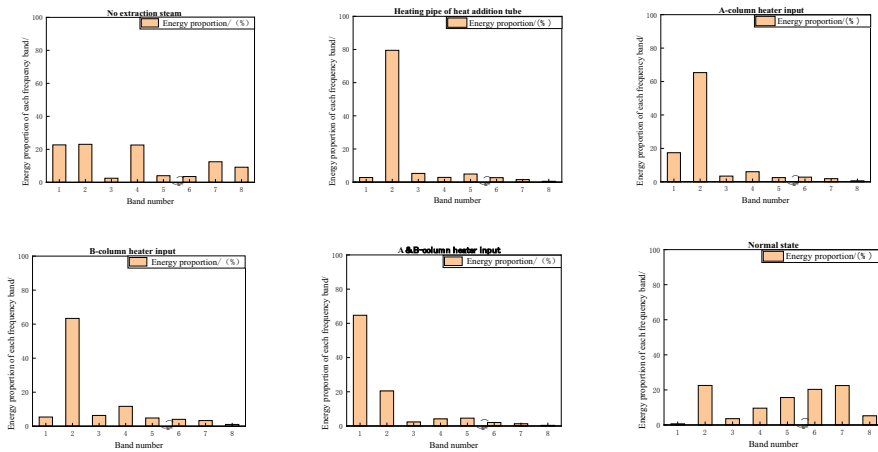 No extraction steam
Energy proportion/（%）
Energy proportion of each frequency band/
100
80
60
40
20
0
1 2 3 4 5 6 7 8
Band number
Heating pipe of heat addition tube
Energy proportion/(%)
Energy proportion of each frequency band/
100
80
60
40
20
0
1 2 3 4 5 6 7 8
Band number
A-column heater input
Energy proportion/(%)
Energy proportion of each frequency band/
100
80
60
40
20
0
1 2 3 4 5 6 7 8
Band number
B-column heater input
Energy proportion/（%）
Energy proportion of each frequency band/
100
80
60
40
20
0
1 2 3 4 5 6 7 8
Band number
A&B-column heater input
Energy proportion/（%）
Energy proportion of each frequency band/
100
80
60
40
20
0
1 2 3 4 5 6 7 8
Band number
Normal state
Energy proportion/(%)
Energy proportion of each frequency band/
100
80
60
40
20
0
1 2 3 4 5 6 7 8
Band number